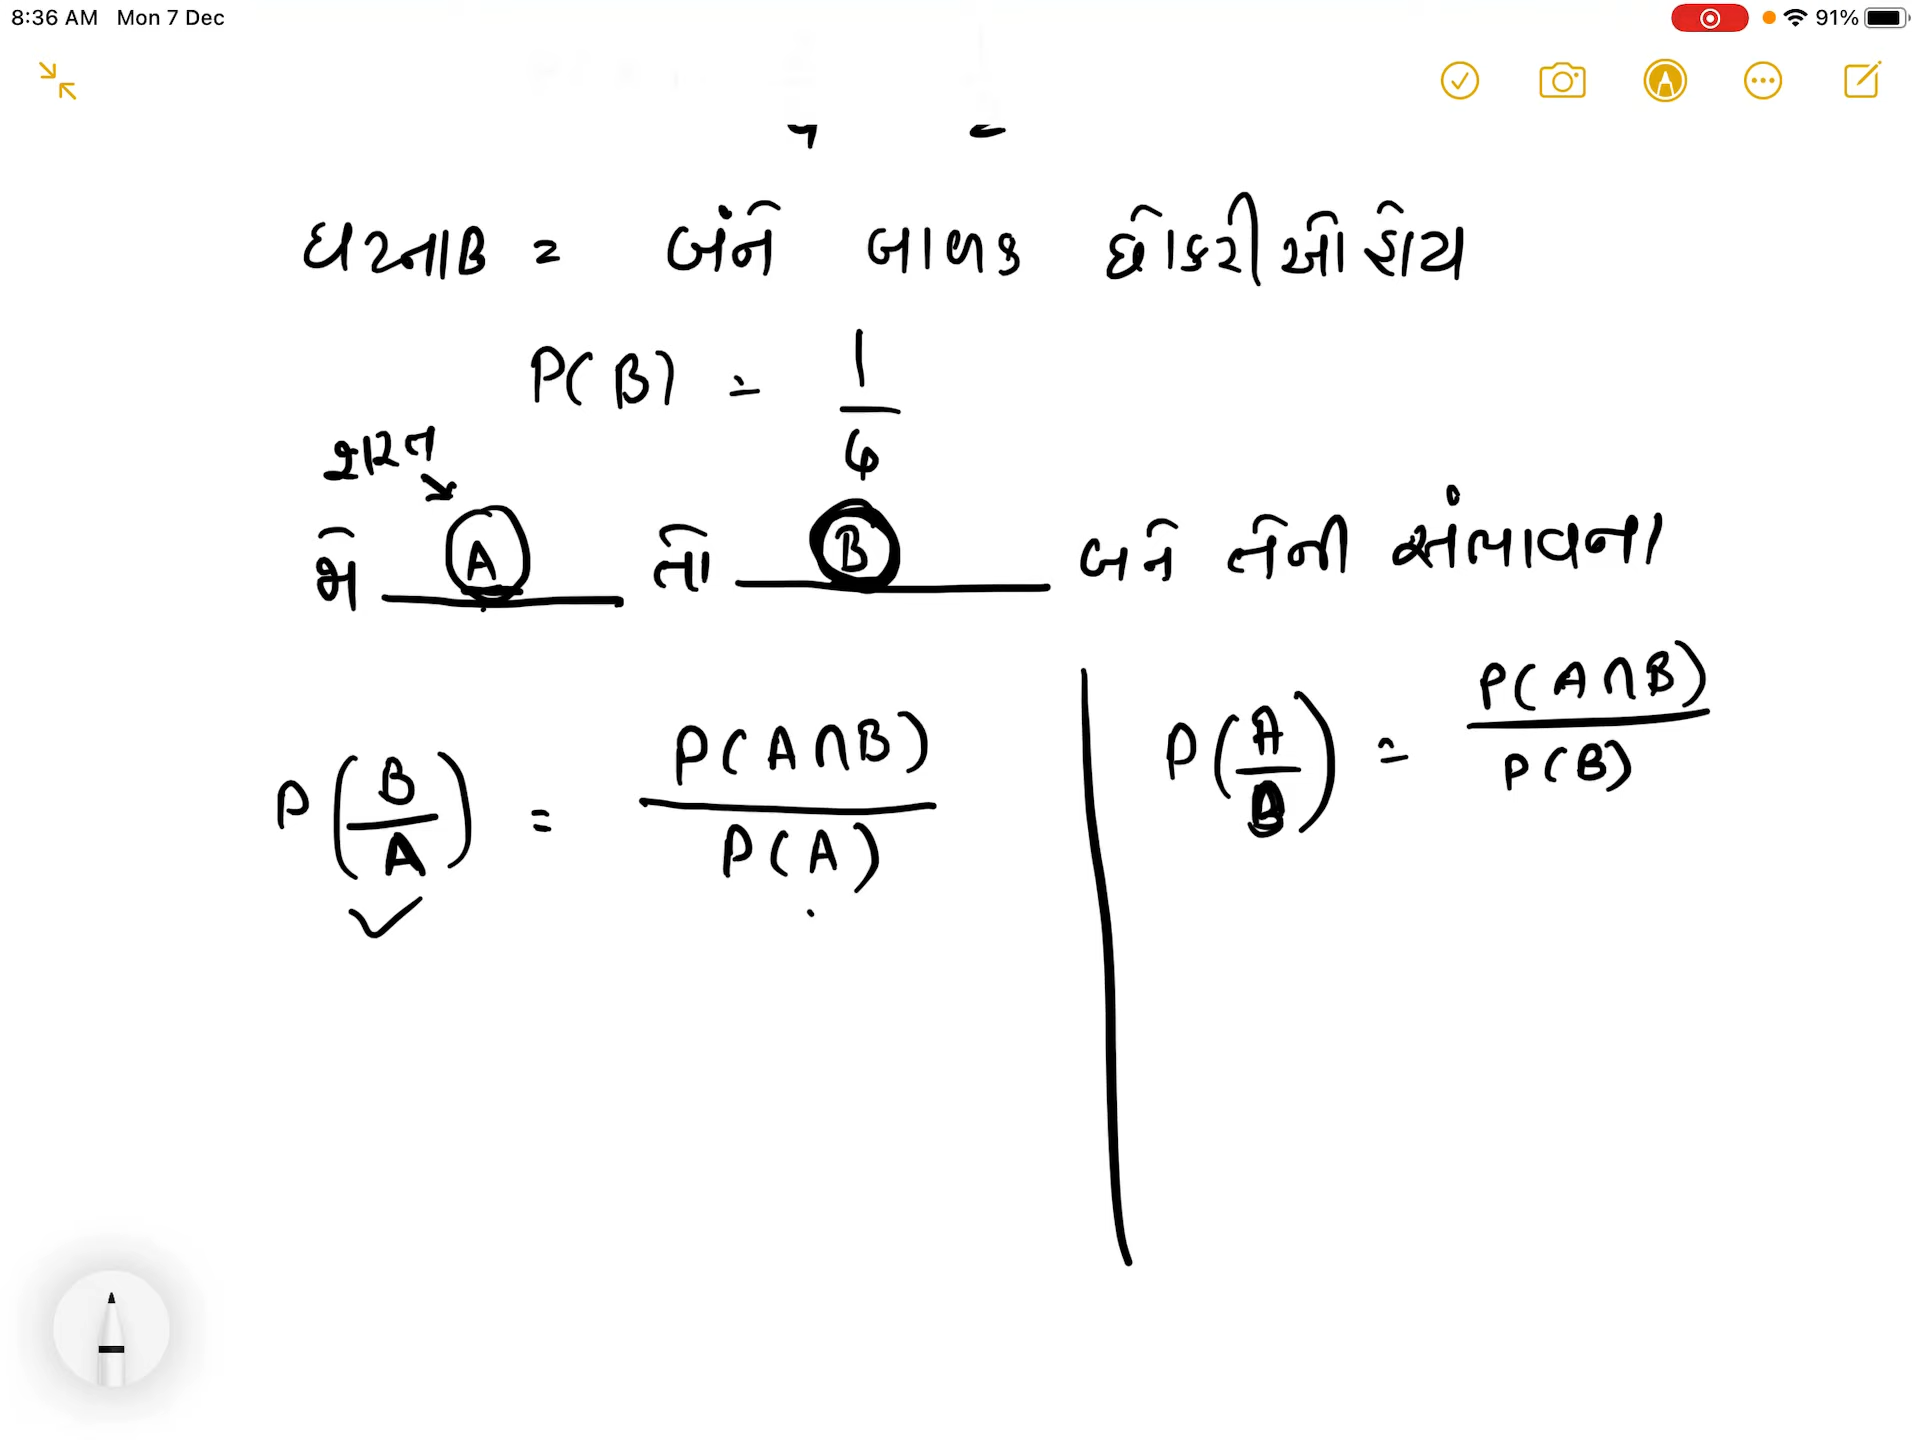 8:36 AM Mon 7 Dec 91%
ઘટના B = બંને બાળક છોકરીઓ હોય
P(B) = 1/4
શરત
જો A તો B બને તેની સંભાવના
P(B/A) = P(A∩B)/P(A)
P(A/B) = P(A∩B)/P(B)